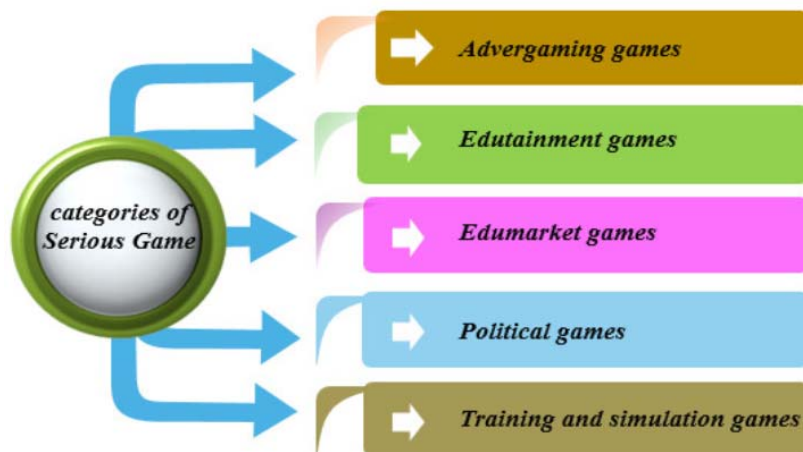 categories of
Serious Game
Advergaming games
Edutainment games
Edumarket games
Political games
Training and simulation games